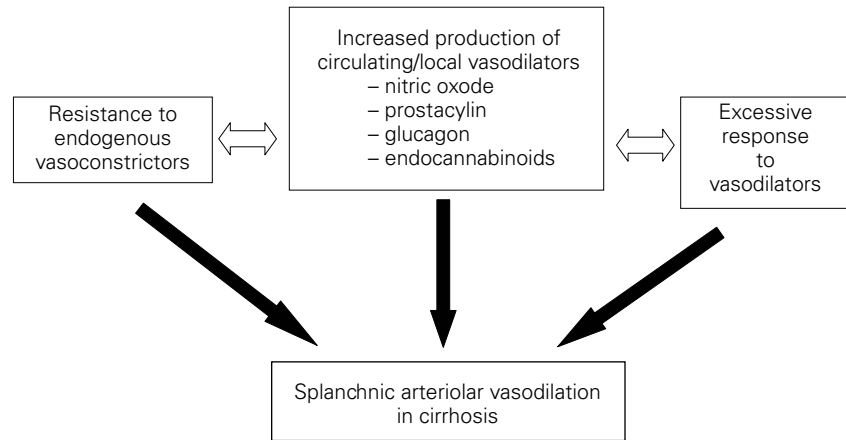 Increased production of
circulating/local vasodilators
– nitric oxode
– prostacylin
– glucagon
– endocannabinoids
Resistance to
endogenous
vasoconstrictors
Excessive
response
to
vasodilators
Splanchnic arteriolar vasodilation
in cirrhosis